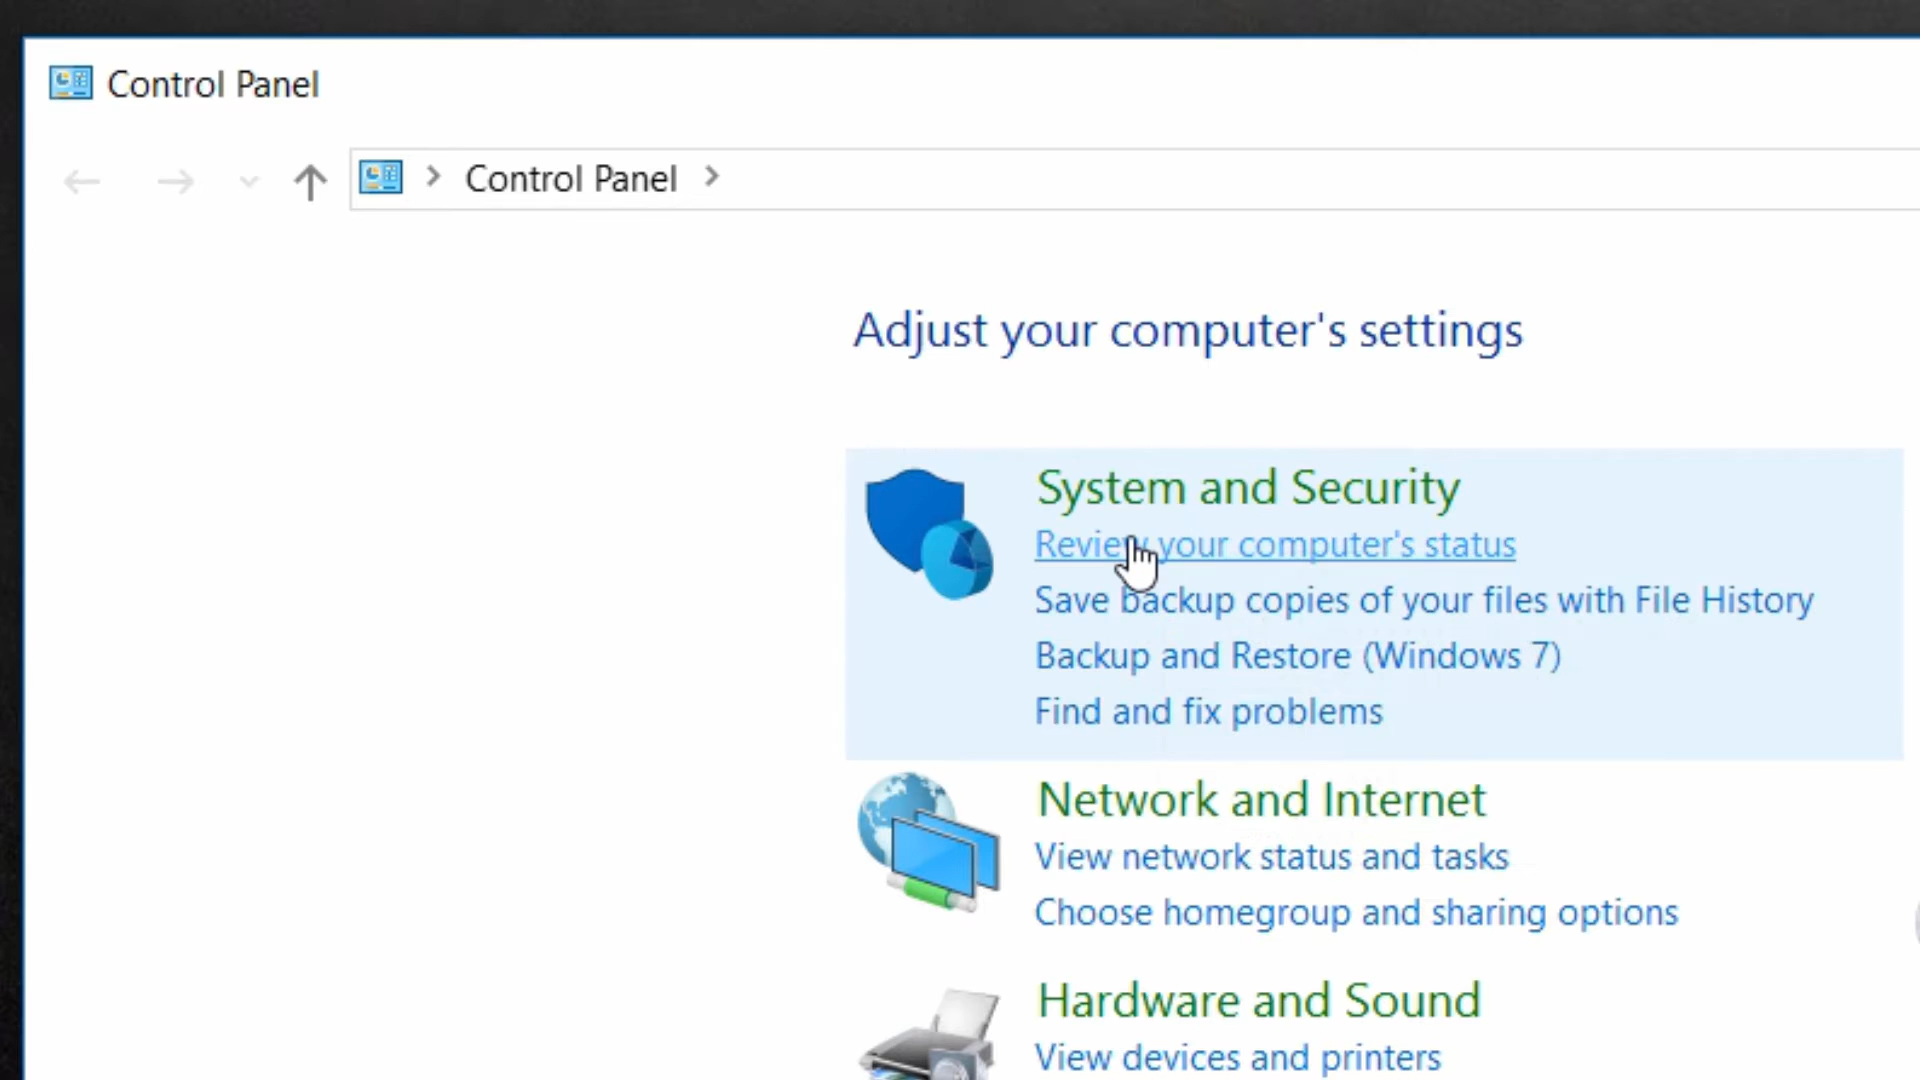 Control Panel
Control Panel
Adjust your computer's settings
System and Security
Review your computer's status
Save backup copies of your files with File History
Backup and Restore (Windows 7)
Find and fix problems
Network and Internet
View network status and tasks
Choose homegroup and sharing options
Hardware and Sound
View devices and printers